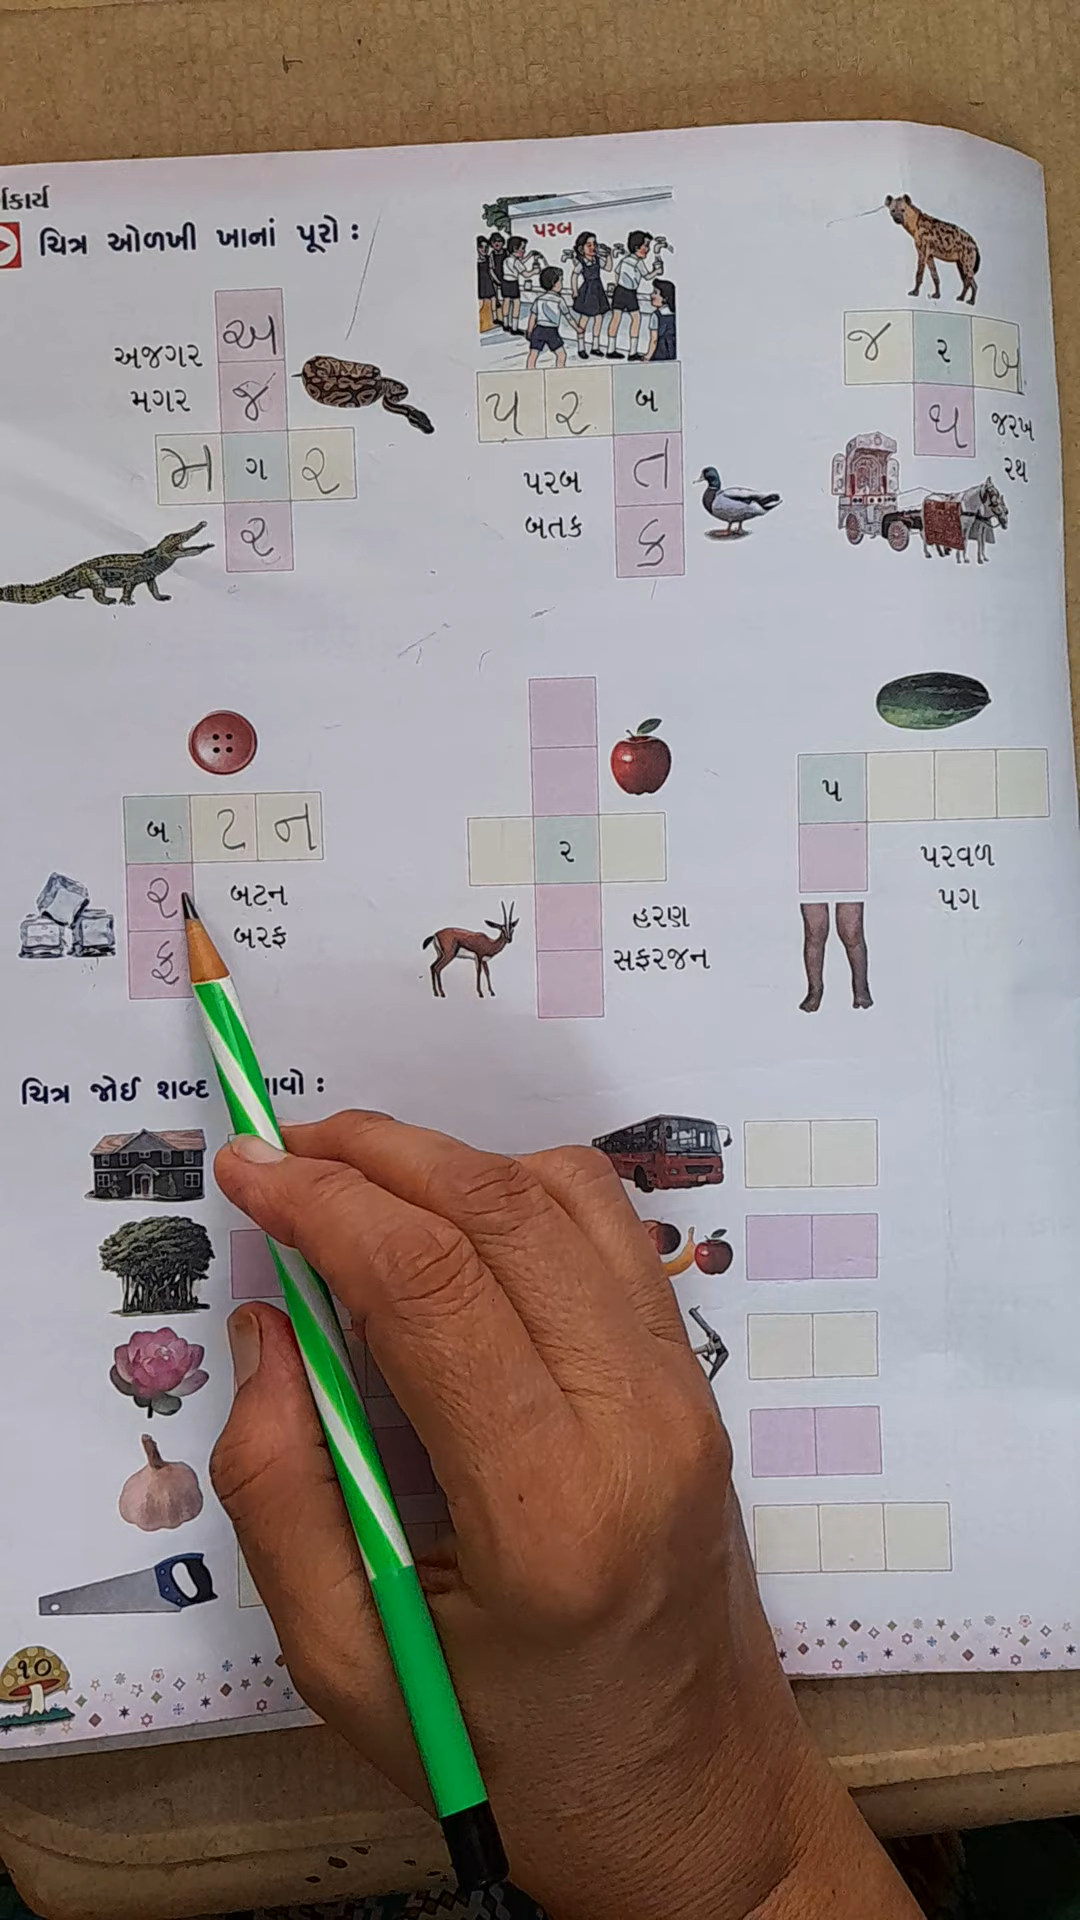 ચિત્ર ઓળખી ખાનાં પૂરો :
પરબ
અજગર
મગર
અ
જ
મ ગ ર
ર
પ ર બ
ત
ક
પરબ
બતક
જ ર ખ
થ
જરખ
રથ
બ ટ ન
ર
ફ
બટન
બરફ
ર
હરણ
સફરજન
પ
પરવળ
પગ
ચિત્ર જોઈ શબ્દ
૧૦